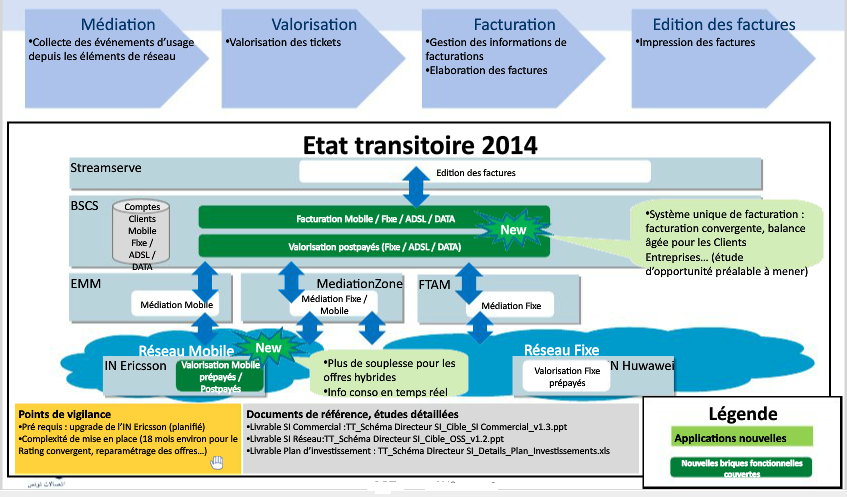 Médiation
•Collecte des événements d’usage
depuis les éléments de réseau
Valorisation
•Valorisation des tickets
Facturation
•Gestion des informations de
facturations
•Elaboration des factures
Edition des factures
•Impression des factures
Etat transitoire 2014
Streamserve
Edition des factures
BSCS
Comptes
Clients
Mobile
Fixe /
ADSL /
DATA
Facturation Mobile / Fixe / ADSL / DATA
Valorisation postpayés (Fixe / ADSL / DATA)
New
•Système unique de facturation :
facturation convergente, balance
âgée pour les Clients
Entreprises… (étude
d’opportunité préalable à mener)
EMM
Médiation Mobile
MediationZone
Médiation Fixe /
Mobile
FTAM
Médiation Fixe
Réseau Mobile
New
IN Ericsson
Valorisation Mobile
prépayés /
Postpayés
•Plus de souplesse pour les
offres hybrides
•Info conso en temps réel
Réseau Fixe
Valorisation Fixe
prépayés
N Huwawei
Points de vigilance
•Pré requis : upgrade de l’IN Ericsson (planifié)
•Complexité de mise en place (18 mois environ pour le
Rating convergent, reparamétrage des offres…)
Documents de référence, études détaillées
•Livrable SI Commercial :TT_Schéma Directeur SI_Cible_SI Commercial_v1.3.ppt
•Livrable SI Réseau:TT_Schéma Directeur SI_Cible_OSS_v1.2.ppt
•Livrable Plan d’investissement : TT_Schéma Directeur SI_Details_Plan_Investissements.xls
Légende
Applications nouvelles
Nouvelles briques fonctionnelles
couvertes
اتصالات تونس